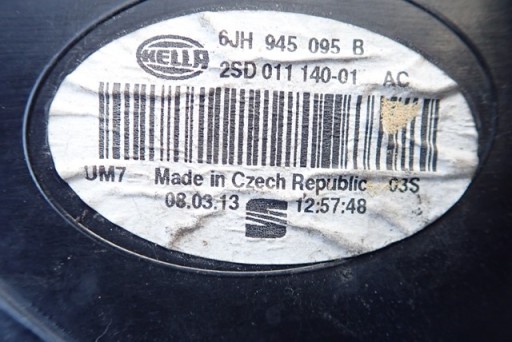 HELLA
6JH 945 095 B
2SD 011 140-01 AC
UM7 Made in Czech Republic 03S
08.03.13 12:57:48